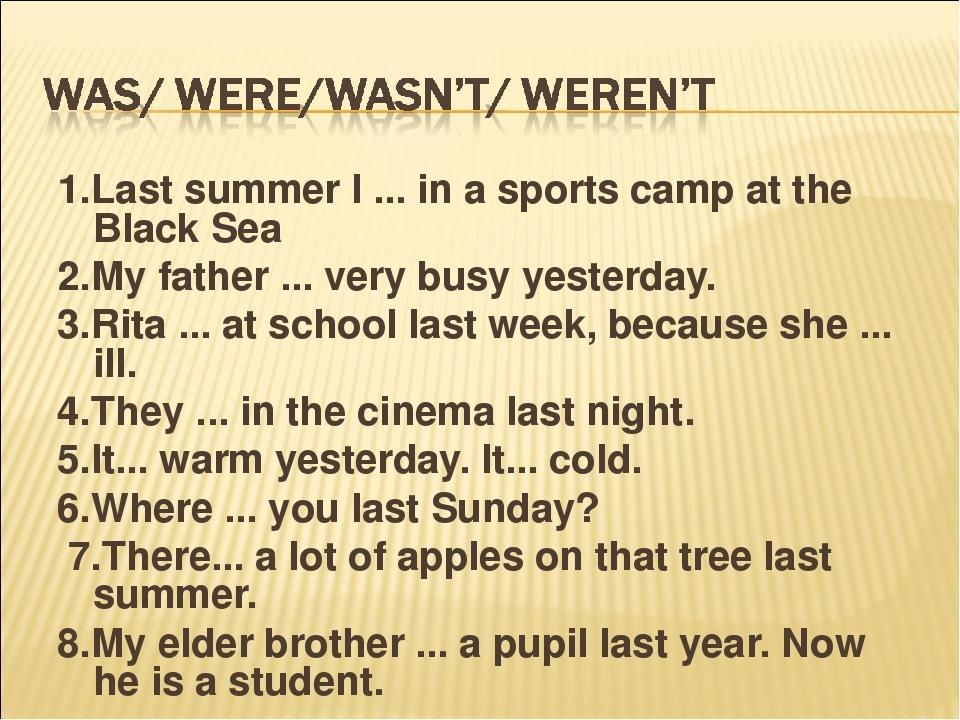 WAS/ WERE/WASN'T/ WEREN'T
1.Last summer I ... in a sports camp at the
Black Sea
2.My father ... very busy yesterday.
3.Rita ... at school last week, because she ...
ill.
4.They ... in the cinema last night.
5.It... warm yesterday. It... cold.
6.Where ... you last Sunday?
7.There... a lot of apples on that tree last
summer.
8.My elder brother ... a pupil last year. Now
he is a student.